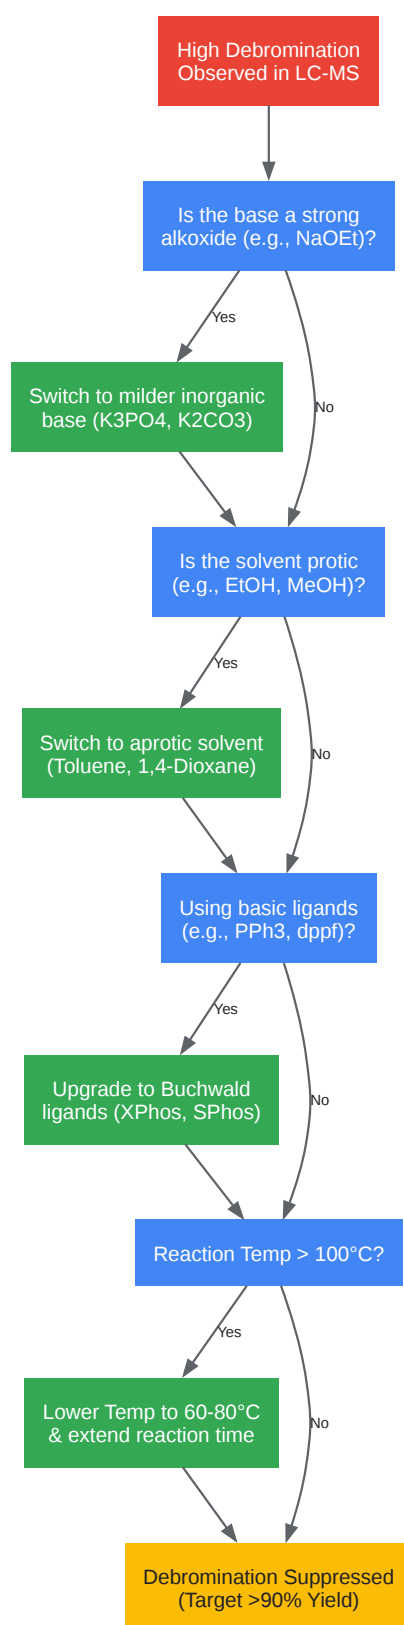 High Debromination
Observed in LC-MS
Is the base a strong
alkoxide (e.g., NaOEt)?
Yes
Switch to milder inorganic
base (K3PO4, K2CO3)
No
Is the solvent protic
(e.g., EtOH, MeOH)?
Yes
Switch to aprotic solvent
(Toluene, 1,4-Dioxane)
No
Using basic ligands
(e.g., PPh3, dppf)?
Yes
Upgrade to Buchwald
ligands (XPhos, SPhos)
No
Reaction Temp > 100°C?
Yes
Lower Temp to 60-80°C
& extend reaction time
No
Debromination Suppressed
(Target >90% Yield)